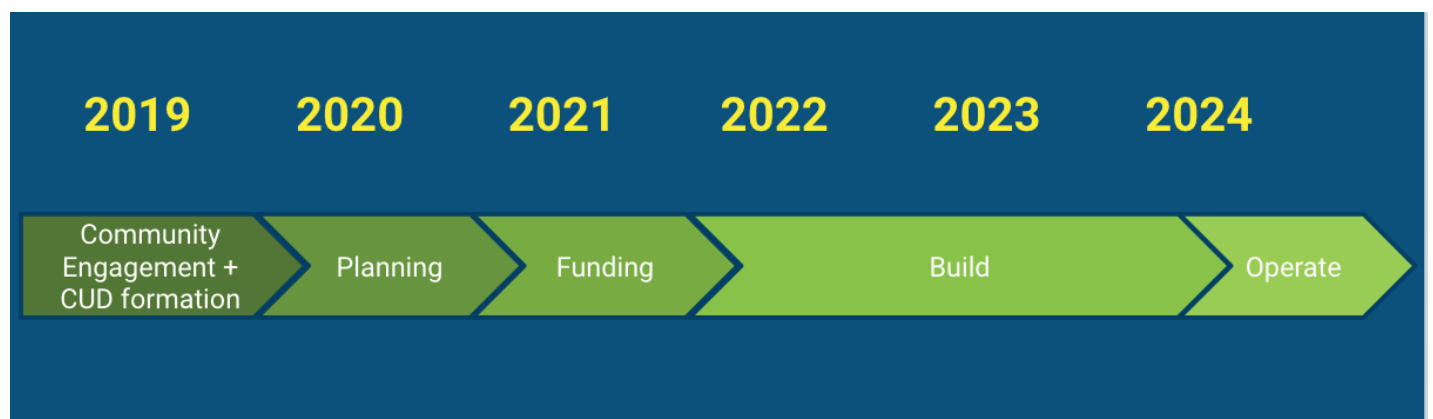 2019 2020 2021 2022 2023 2024
Community
Engagement +
CUD formation
Planning
Funding
Build
Operate